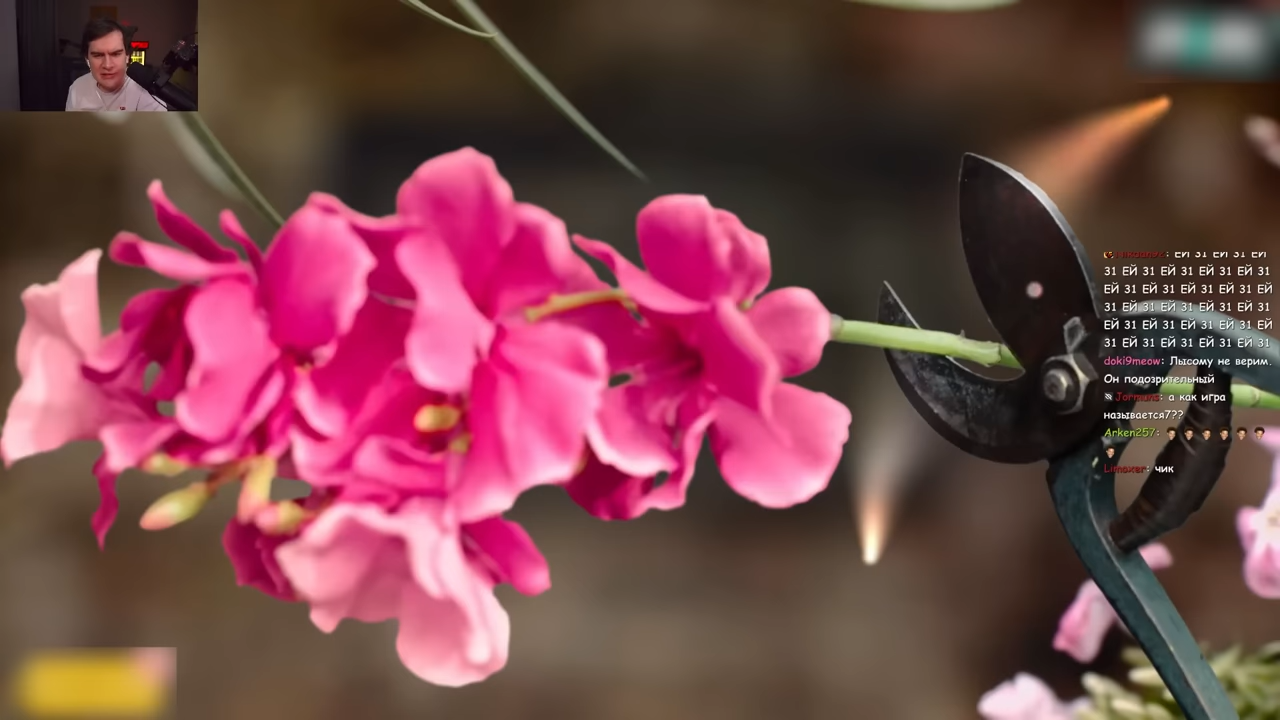 ЕЙ 31 ЕЙ 31 ЕЙ
31 ЕЙ 31 ЕЙ 31 ЕЙ 31 ЕЙ 31
ЕЙ 31 ЕЙ 31 ЕЙ 31 ЕЙ 31 ЕЙ
31 ЕЙ 31 ЕЙ 31 ЕЙ 31 ЕЙ 31
ЕЙ 31 ЕЙ 31 ЕЙ 31 ЕЙ 31 ЕЙ
31 ЕЙ 31 ЕЙ 31 ЕЙ 31 ЕЙ 31
doki9meow: Лысому не верим.
Он подозрительный
а как игра
называется7??
Arken257:
чик